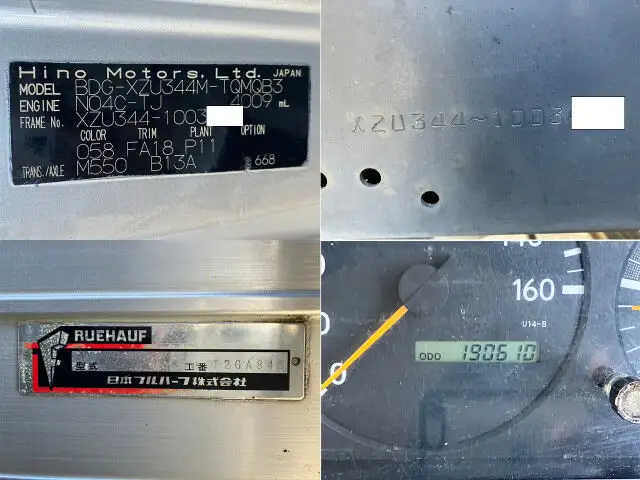 Hino Motors, Ltd. JAPAN
MODEL BDG-XZU344M-TQMQB3
ENGINE N04C-TJ 4009 mL
FRAME No. XZU344-1003
COLOR TRIM PLANT OPTION
058 FA18 P11
TRANS./AXLE M550 B13A 668
XZU344-1003
160
U14-B
ODO 190610
RUEHAUF
型式 工番 T2GA84
日本フルハーフ株式会社